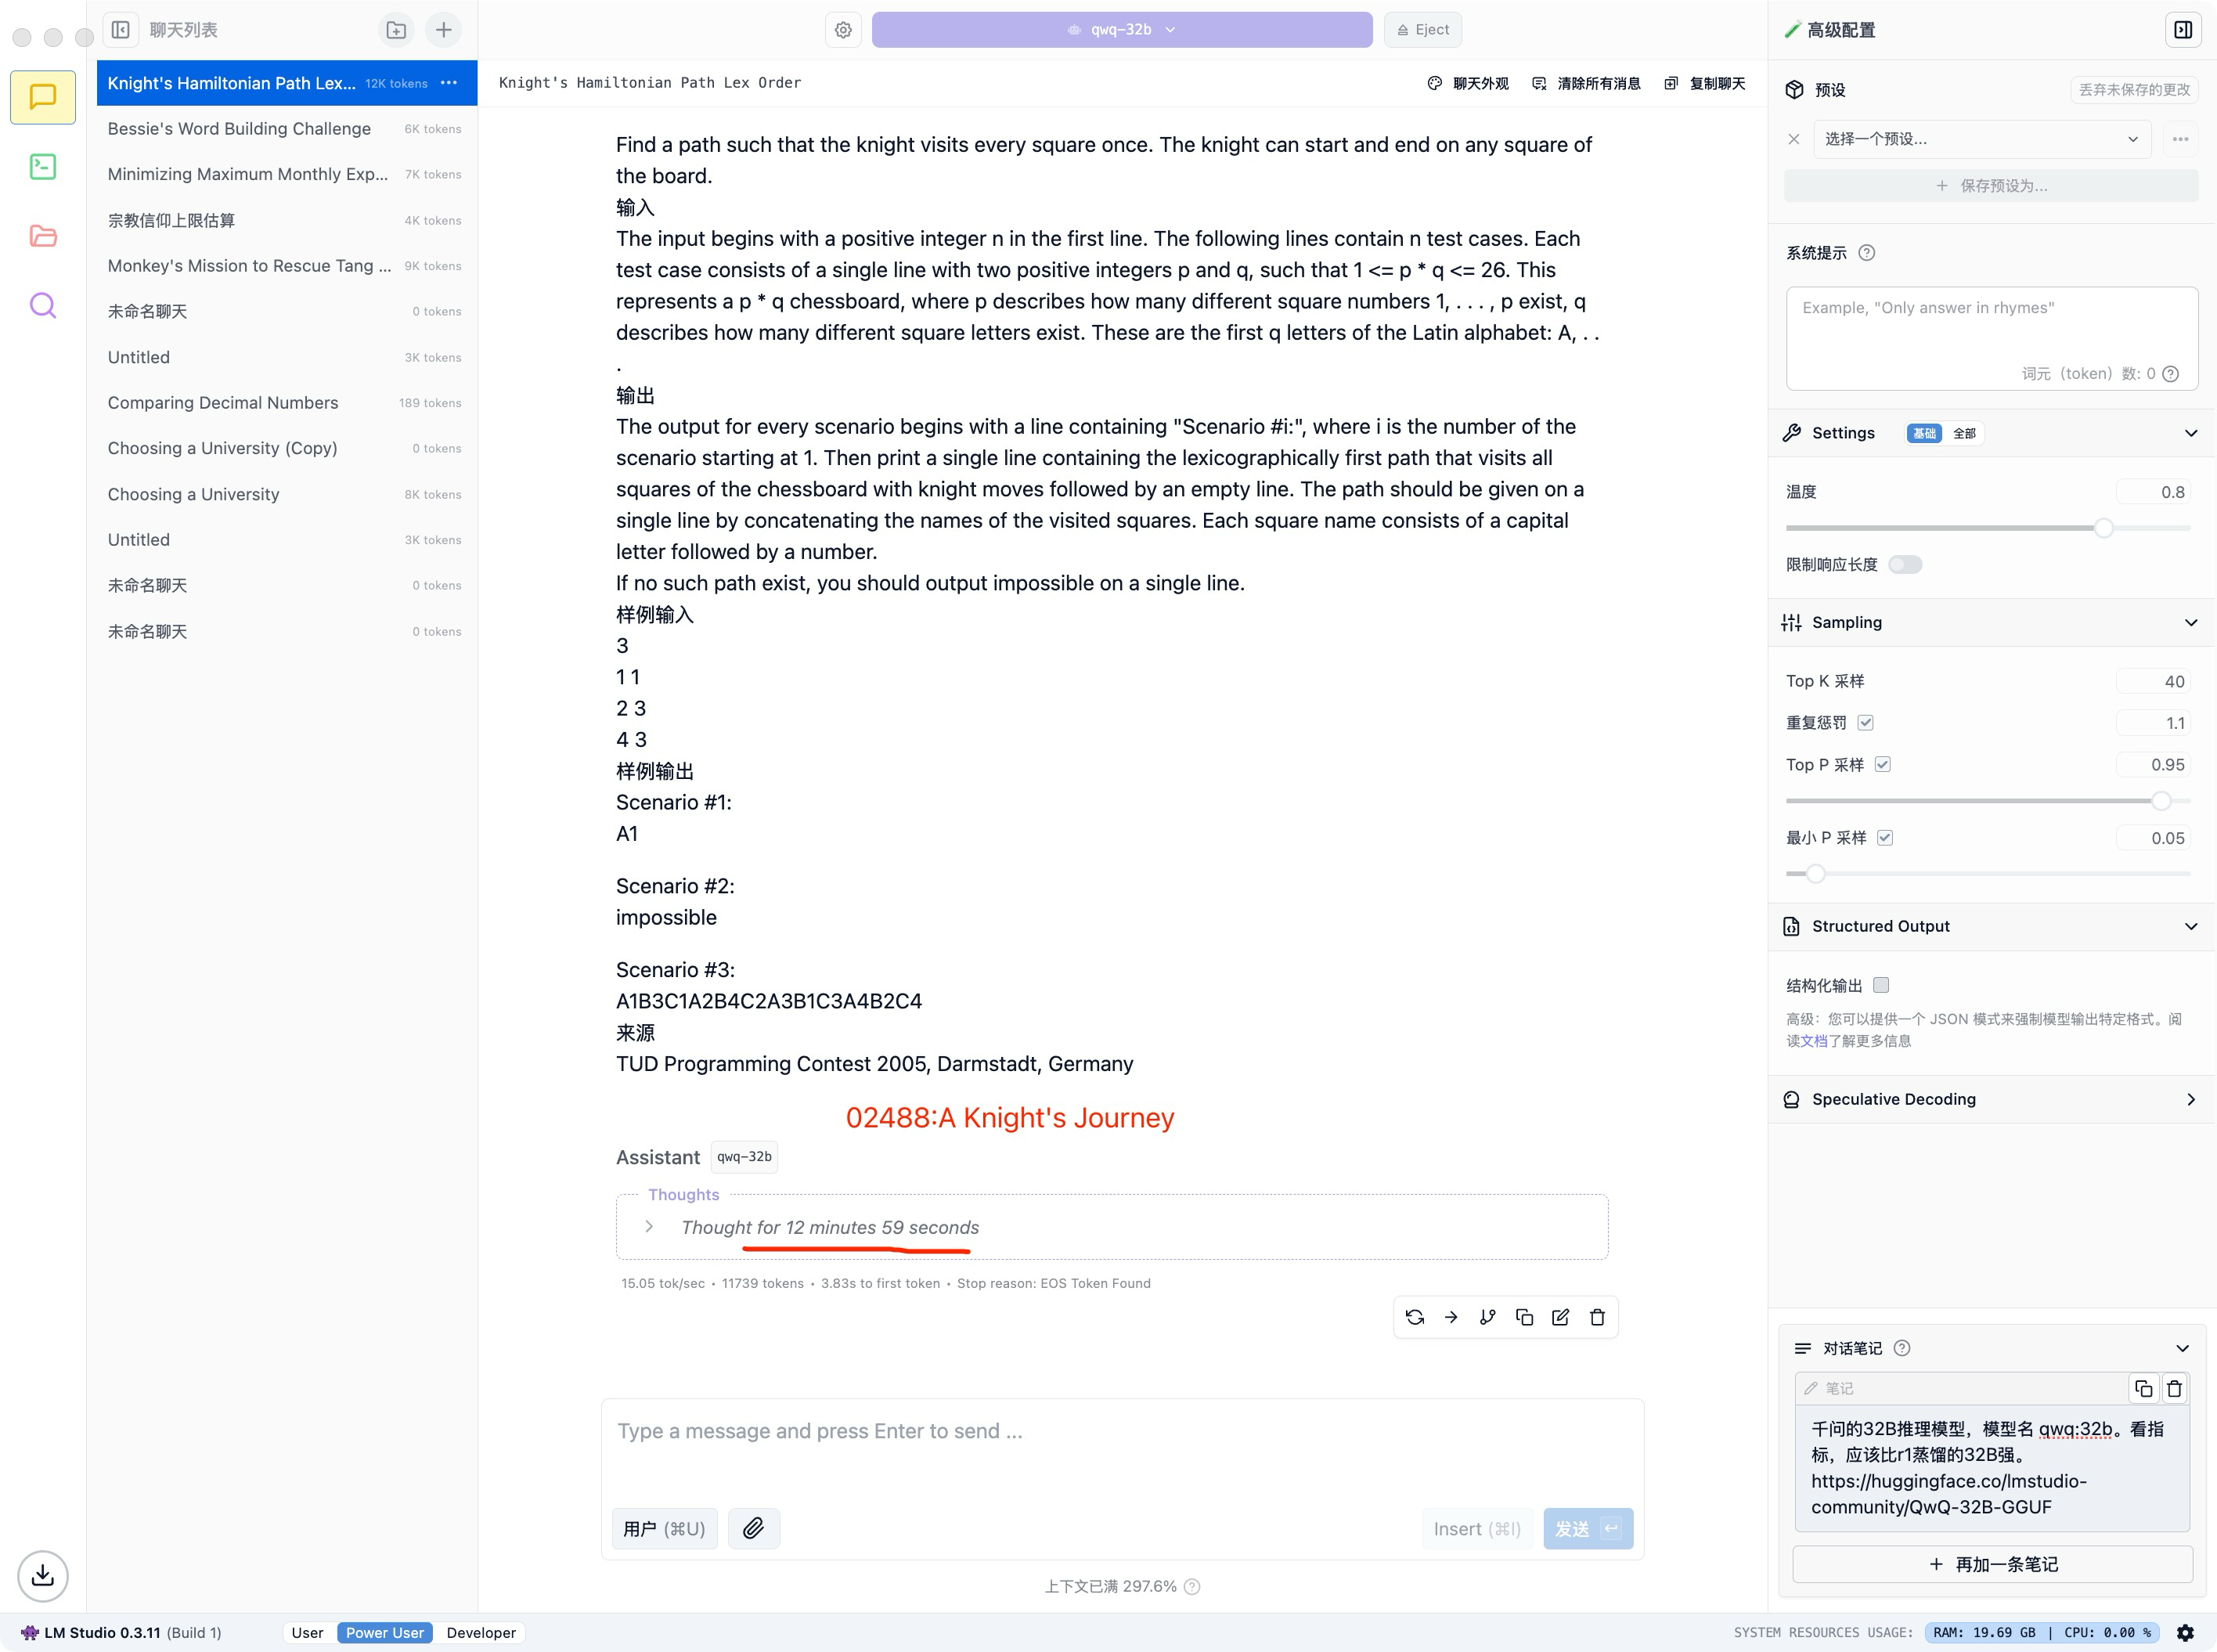 聊天列表
qwq-32b
Eject
高级配置
Knight's Hamiltonian Path Lex... 12K tokens
Bessie's Word Building Challenge 6K tokens
Minimizing Maximum Monthly Exp... 7K tokens
宗教信仰上限估算 4K tokens
Monkey's Mission to Rescue Tang ... 9K tokens
未命名聊天 0 tokens
Untitled 3K tokens
Comparing Decimal Numbers 189 tokens
Choosing a University (Copy) 0 tokens
Choosing a University 8K tokens
Untitled 3K tokens
未命名聊天 0 tokens
未命名聊天 0 tokens
Knight's Hamiltonian Path Lex Order
聊天外观 清除所有消息 复制聊天
Find a path such that the knight visits every square once. The knight can start and end on any square of
the board.
输入
The input begins with a positive integer n in the first line. The following lines contain n test cases. Each
test case consists of a single line with two positive integers p and q, such that 1 <= p * q <= 26. This
represents a p * q chessboard, where p describes how many different square numbers 1, . . . , p exist, q
describes how many different square letters exist. These are the first q letters of the Latin alphabet: A, . .
.
输出
The output for every scenario begins with a line containing "Scenario #i:", where i is the number of the
scenario starting at 1. Then print a single line containing the lexicographically first path that visits all
squares of the chessboard with knight moves followed by an empty line. The path should be given on a
single line by concatenating the names of the visited squares. Each square name consists of a capital
letter followed by a number.
If no such path exist, you should output impossible on a single line.
样例输入
3
1 1
2 3
4 3
样例输出
Scenario #1:
A1
Scenario #2:
impossible
Scenario #3:
A1B3C1A2B4C2A3B1C3A4B2C4
来源
TUD Programming Contest 2005, Darmstadt, Germany
02488:A Knight's Journey
Assistant qwq-32b
Thoughts
Thought for 12 minutes 59 seconds
15.05 tok/sec • 11739 tokens • 3.83s to first token • Stop reason: EOS Token Found
Type a message and press Enter to send ...
用户 (⌘U)
Insert (⌘I)
发送
上下文已满 297.6%
预设
丢弃未保存的更改
选择一个预设...
+ 保存预设为...
系统提示
Example, "Only answer in rhymes"
词元（token）数: 0
Settings 基础 全部
温度 0.8
限制响应长度
Sampling
Top K 采样 40
重复惩罚 1.1
Top P 采样 0.95
最小 P 采样 0.05
Structured Output
结构化输出
高级：您可以提供一个 JSON 模式来强制模型输出特定格式。阅
读文档了解更多信息
Speculative Decoding
对话笔记
笔记
千问的32B推理模型，模型名 qwq:32b。看指
标，应该比r1蒸馏的32B强。
https://huggingface.co/lmstudio-
community/QwQ-32B-GGUF
+ 再加一条笔记
LM Studio 0.3.11 (Build 1)
User Power User Developer
SYSTEM RESOURCES USAGE: RAM: 19.69 GB | CPU: 0.00 %